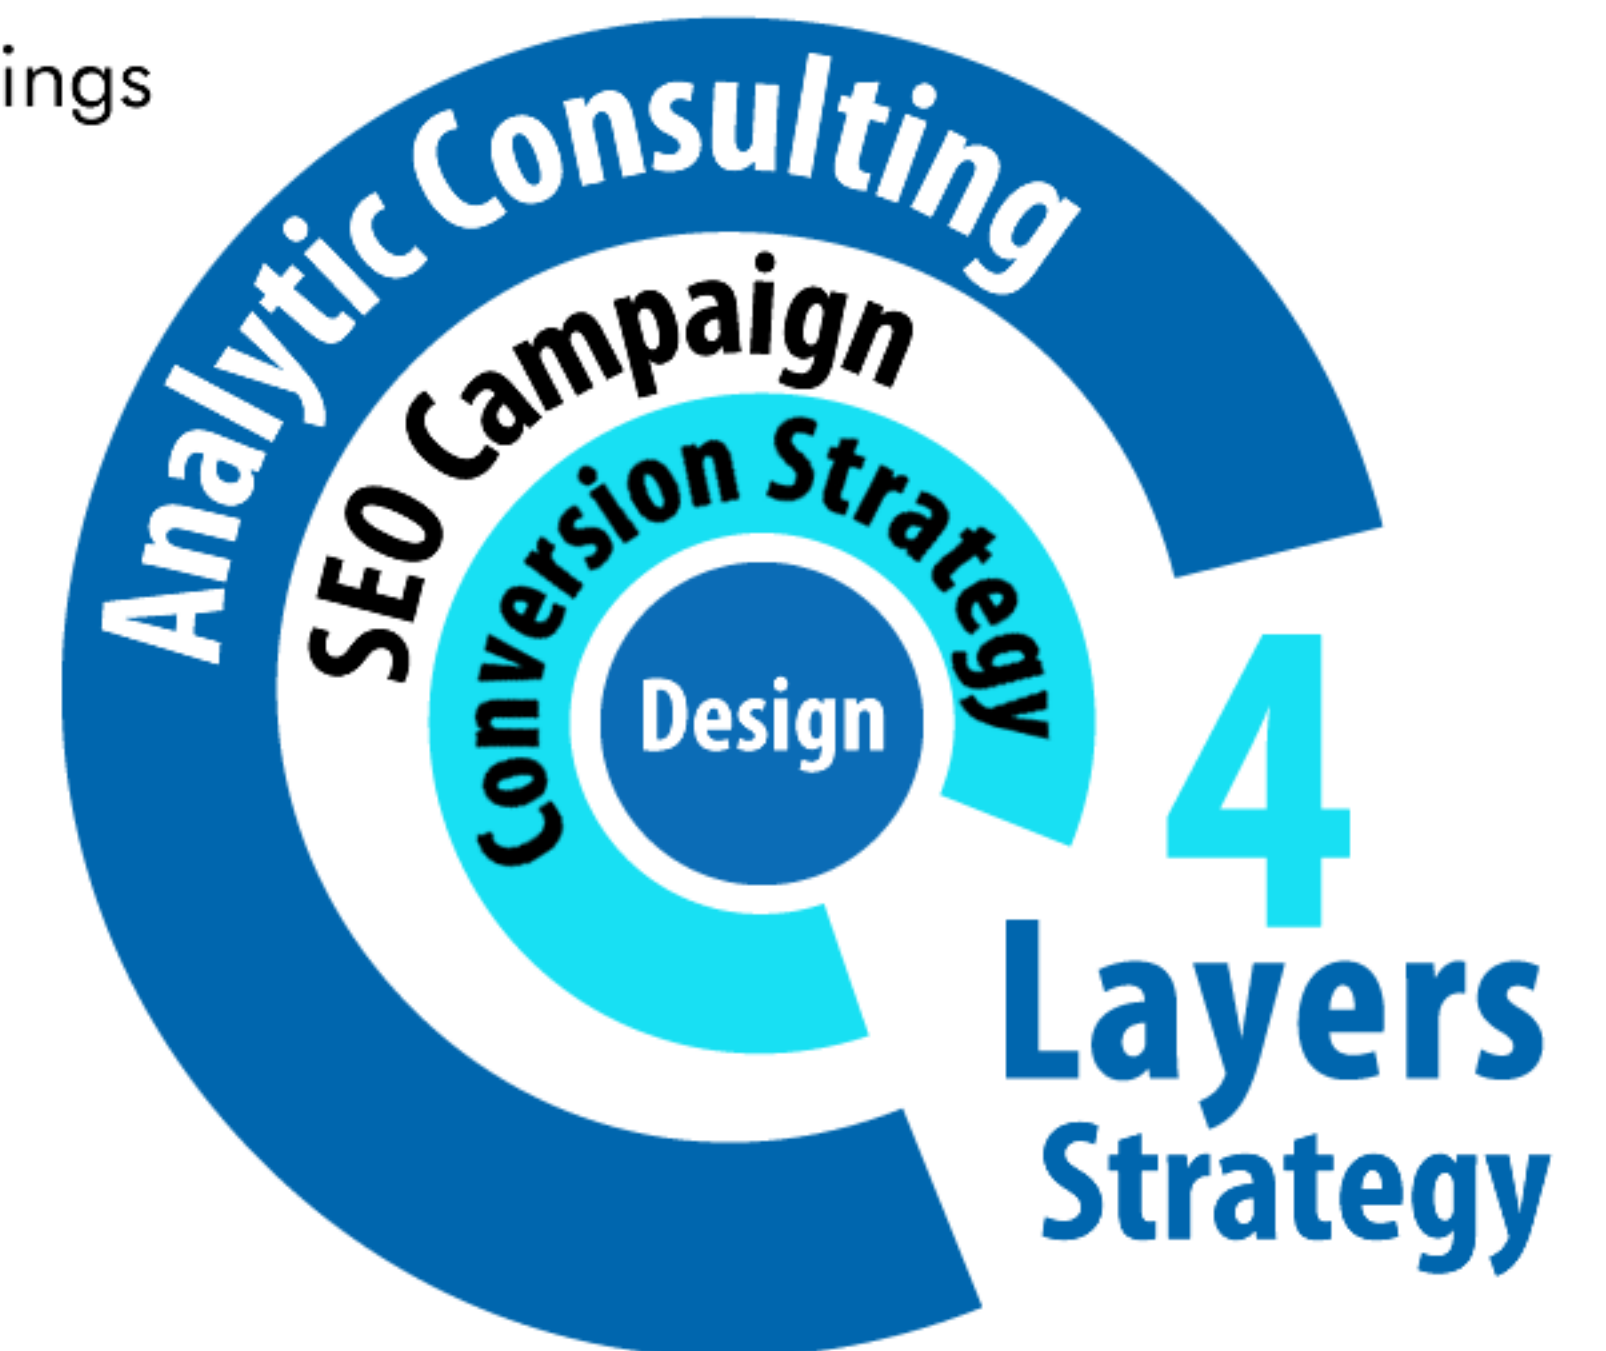 ings
Analytic Consulting
SEO Campaign
Conversion Strategy
Design
4
Layers
Strategy